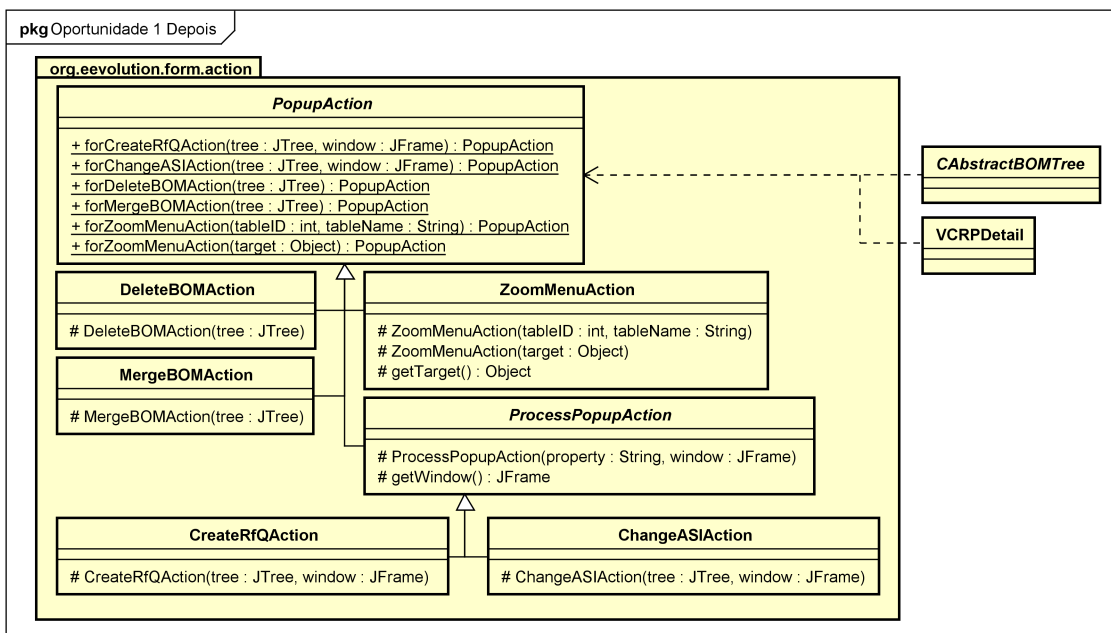 pkg Oportunidade 1 Depois
org.eevolution.form.action
PopupAction
+ forCreateRfQAction(tree : JTree, window : JFrame) : PopupAction
+ forChangeASIAction(tree : JTree, window : JFrame) : PopupAction
+ forDeleteBOMAction(tree : JTree) : PopupAction
+ forMergeBOMAction(tree : JTree) : PopupAction
+ forZoomMenuAction(tableID : int, tableName : String) : PopupAction
+ forZoomMenuAction(target : Object) : PopupAction
CAbstractBOMTree
VCRPDetail
DeleteBOMAction
# DeleteBOMAction(tree : JTree)
ZoomMenuAction
# ZoomMenuAction(tableID : int, tableName : String)
# ZoomMenuAction(target : Object)
# getTarget() : Object
MergeBOMAction
# MergeBOMAction(tree : JTree)
ProcessPopupAction
# ProcessPopupAction(property : String, window : JFrame)
# getWindow() : JFrame
CreateRfQAction
# CreateRfQAction(tree : JTree, window : JFrame)
ChangeASIAction
# ChangeASIAction(tree : JTree, window : JFrame)